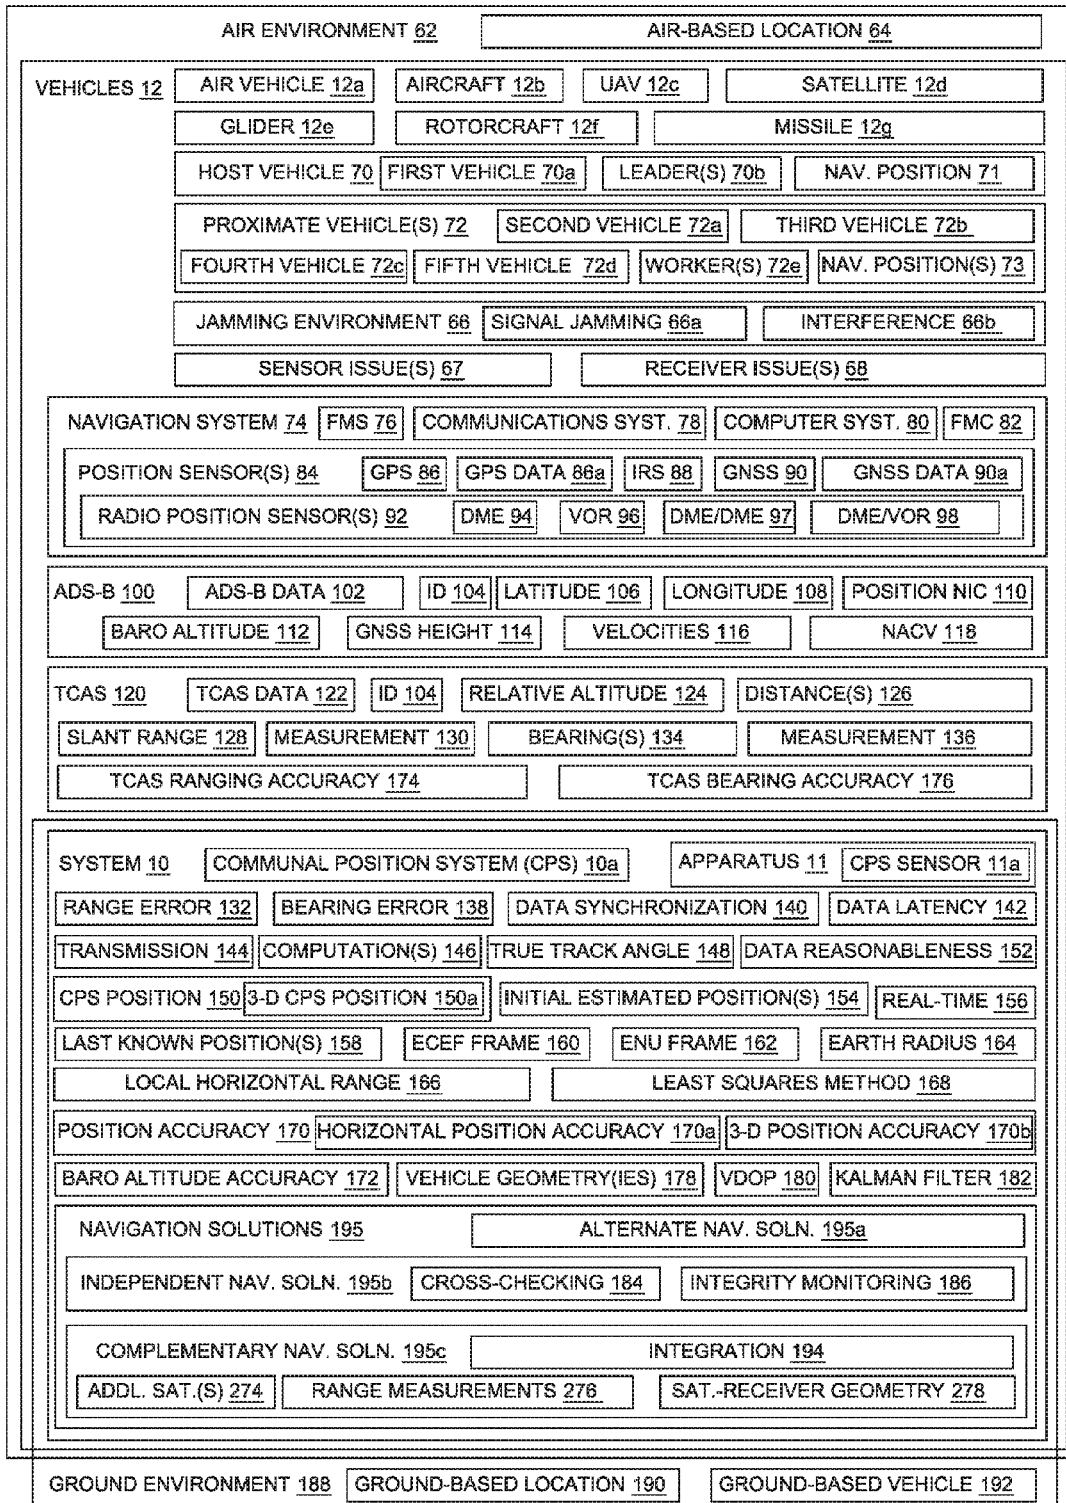 AIR ENVIRONMENT 62 AIR-BASED LOCATION 64
VEHICLES 12 AIR VEHICLE 12a AIRCRAFT 12b UAV 12c SATELLITE 12d
GLIDER 12e ROTORCRAFT 12f MISSILE 12g
HOST VEHICLE 70 FIRST VEHICLE 70a LEADER(S) 70b NAV. POSITION 71
PROXIMATE VEHICLE(S) 72 SECOND VEHICLE 72a THIRD VEHICLE 72b
FOURTH VEHICLE 72c FIFTH VEHICLE 72d WORKER(S) 72e NAV. POSITION(S) 73
JAMMING ENVIRONMENT 66 SIGNAL JAMMING 66a INTERFERENCE 66b
SENSOR ISSUE(S) 67 RECEIVER ISSUE(S) 68
NAVIGATION SYSTEM 74 FMS 76 COMMUNICATIONS SYST. 78 COMPUTER SYST. 80 FMC 82
POSITION SENSOR(S) 84 GPS 86 GPS DATA 86a IRS 88 GNSS 90 GNSS DATA 90a
RADIO POSITION SENSOR(S) 92 DME 94 VOR 96 DME/DME 97 DME/VOR 98
ADS-B 100 ADS-B DATA 102 ID 104 LATITUDE 106 LONGITUDE 108 POSITION NIC 110
BARO ALTITUDE 112 GNSS HEIGHT 114 VELOCITIES 116 NACV 118
TCAS 120 TCAS DATA 122 ID 104 RELATIVE ALTITUDE 124 DISTANCE(S) 126
SLANT RANGE 128 MEASUREMENT 130 BEARING(S) 134 MEASUREMENT 136
TCAS RANGING ACCURACY 174 TCAS BEARING ACCURACY 176
SYSTEM 10 COMMUNAL POSITION SYSTEM (CPS) 10a APPARATUS 11 CPS SENSOR 11a
RANGE ERROR 132 BEARING ERROR 138 DATA SYNCHRONIZATION 140 DATA LATENCY 142
TRANSMISSION 144 COMPUTATION(S) 146 TRUE TRACK ANGLE 148 DATA REASONABLENESS 152
CPS POSITION 150 3-D CPS POSITION 150a INITIAL ESTIMATED POSITION(S) 154 REAL-TIME 156
LAST KNOWN POSITION(S) 158 ECEF FRAME 160 ENU FRAME 162 EARTH RADIUS 164
LOCAL HORIZONTAL RANGE 166 LEAST SQUARES METHOD 168
POSITION ACCURACY 170 HORIZONTAL POSITION ACCURACY 170a 3-D POSITION ACCURACY 170b
BARO ALTITUDE ACCURACY 172 VEHICLE GEOMETRY(IES) 178 VDOP 180 KALMAN FILTER 182
NAVIGATION SOLUTIONS 195 ALTERNATE NAV. SOLN. 195a
INDEPENDENT NAV. SOLN. 195b CROSS-CHECKING 184 INTEGRITY MONITORING 186
COMPLEMENTARY NAV. SOLN. 195c INTEGRATION 194
ADDL. SAT.(S) 274 RANGE MEASUREMENTS 276 SAT.-RECEIVER GEOMETRY 278
GROUND ENVIRONMENT 188 GROUND-BASED LOCATION 190 GROUND-BASED VEHICLE 192